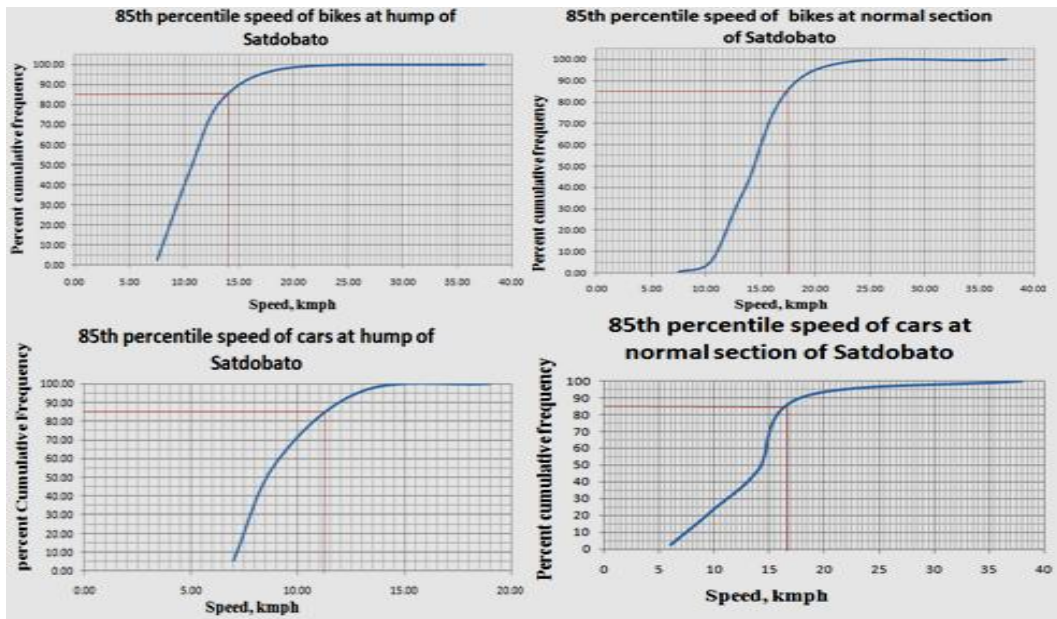 85th percentile speed of bikes at hump of
Satdobato
Percent cumulative frequency
100.00
90.00
80.00
70.00
60.00
50.00
40.00
30.00
20.00
10.00
0.00
0.00 5.00 10.00 15.00 20.00 25.00 30.00 35.00 40.00
Speed, kmph
85th percentile speed of bikes at normal section
of Satdobato
Percent cumulative frequency
100.00
90.00
80.00
70.00
60.00
50.00
40.00
30.00
20.00
10.00
0.00
0.00 5.00 10.00 15.00 20.00 25.00 30.00 35.00 40.00
Speed, kmph
85th percentile speed of cars at hump of
Satdobato
percent Cumulative Frequency
100.00
90.00
80.00
70.00
60.00
50.00
40.00
30.00
20.00
10.00
0.00
0.00 5.00 10.00 15.00 20.00
Speed, kmph
85th percentile speed of cars at
normal section of Satdobato
Percent cumulative frequency
100
90
80
70
60
50
40
30
20
10
0
0 5 10 15 20 25 30 35 40
Speed, kmph